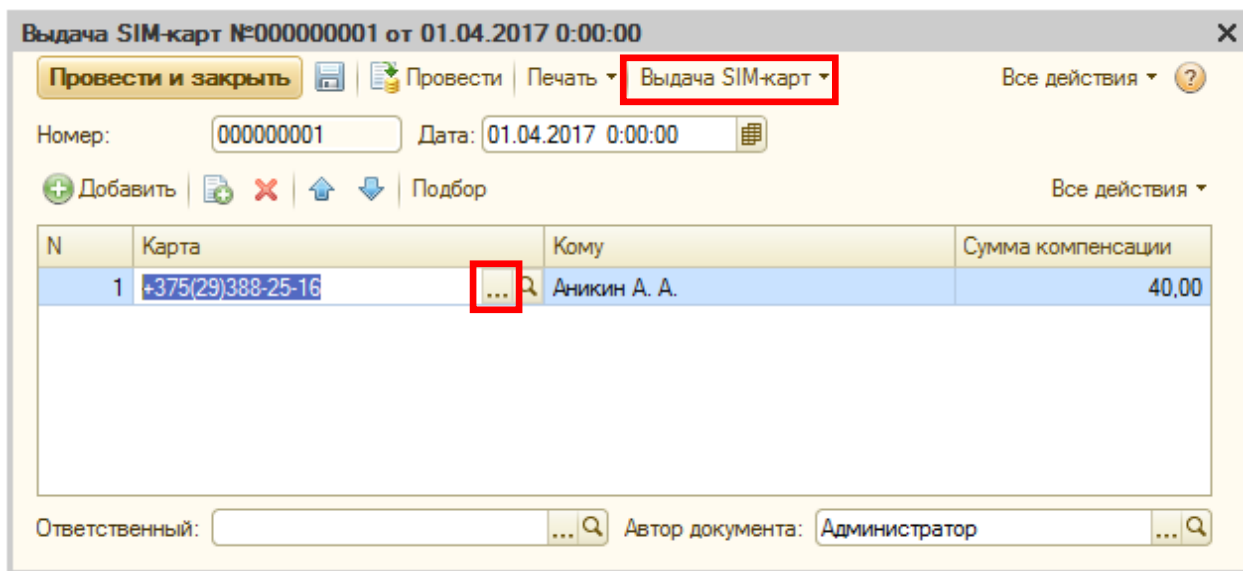 Выдача SIM-карт №000000001 от 01.04.2017 0:00:00
Провести и закрыть Провести Печать Выдача SIM-карт Все действия ?
Номер: 000000001 Дата: 01.04.2017 0:00:00
Добавить Подбор Все действия
N Карта Кому Сумма компенсации
1 +375(29)388-25-16 ... Аникин А. А. 40,00
Ответственный: ... Автор документа: Администратор ...